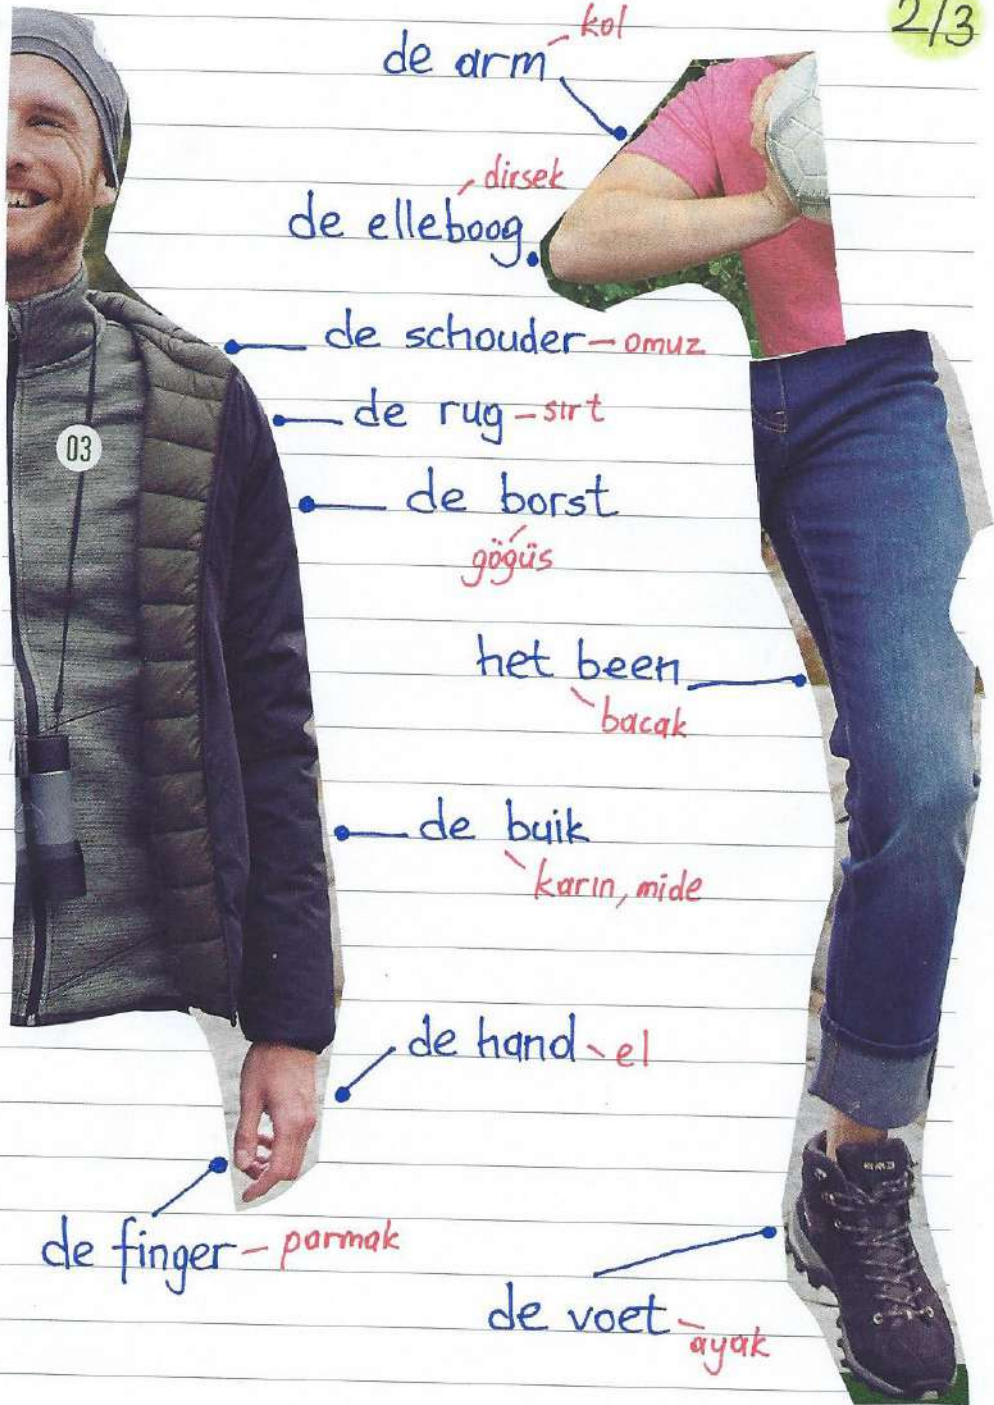 2/3
de arm
kol
de elleboog
dirsek
de schouder – omuz
de rug – sırt
03
de borst
göğüs
het been
bacak
de buik
karın, mide
de hand el
de finger – parmak
de voet
ayak